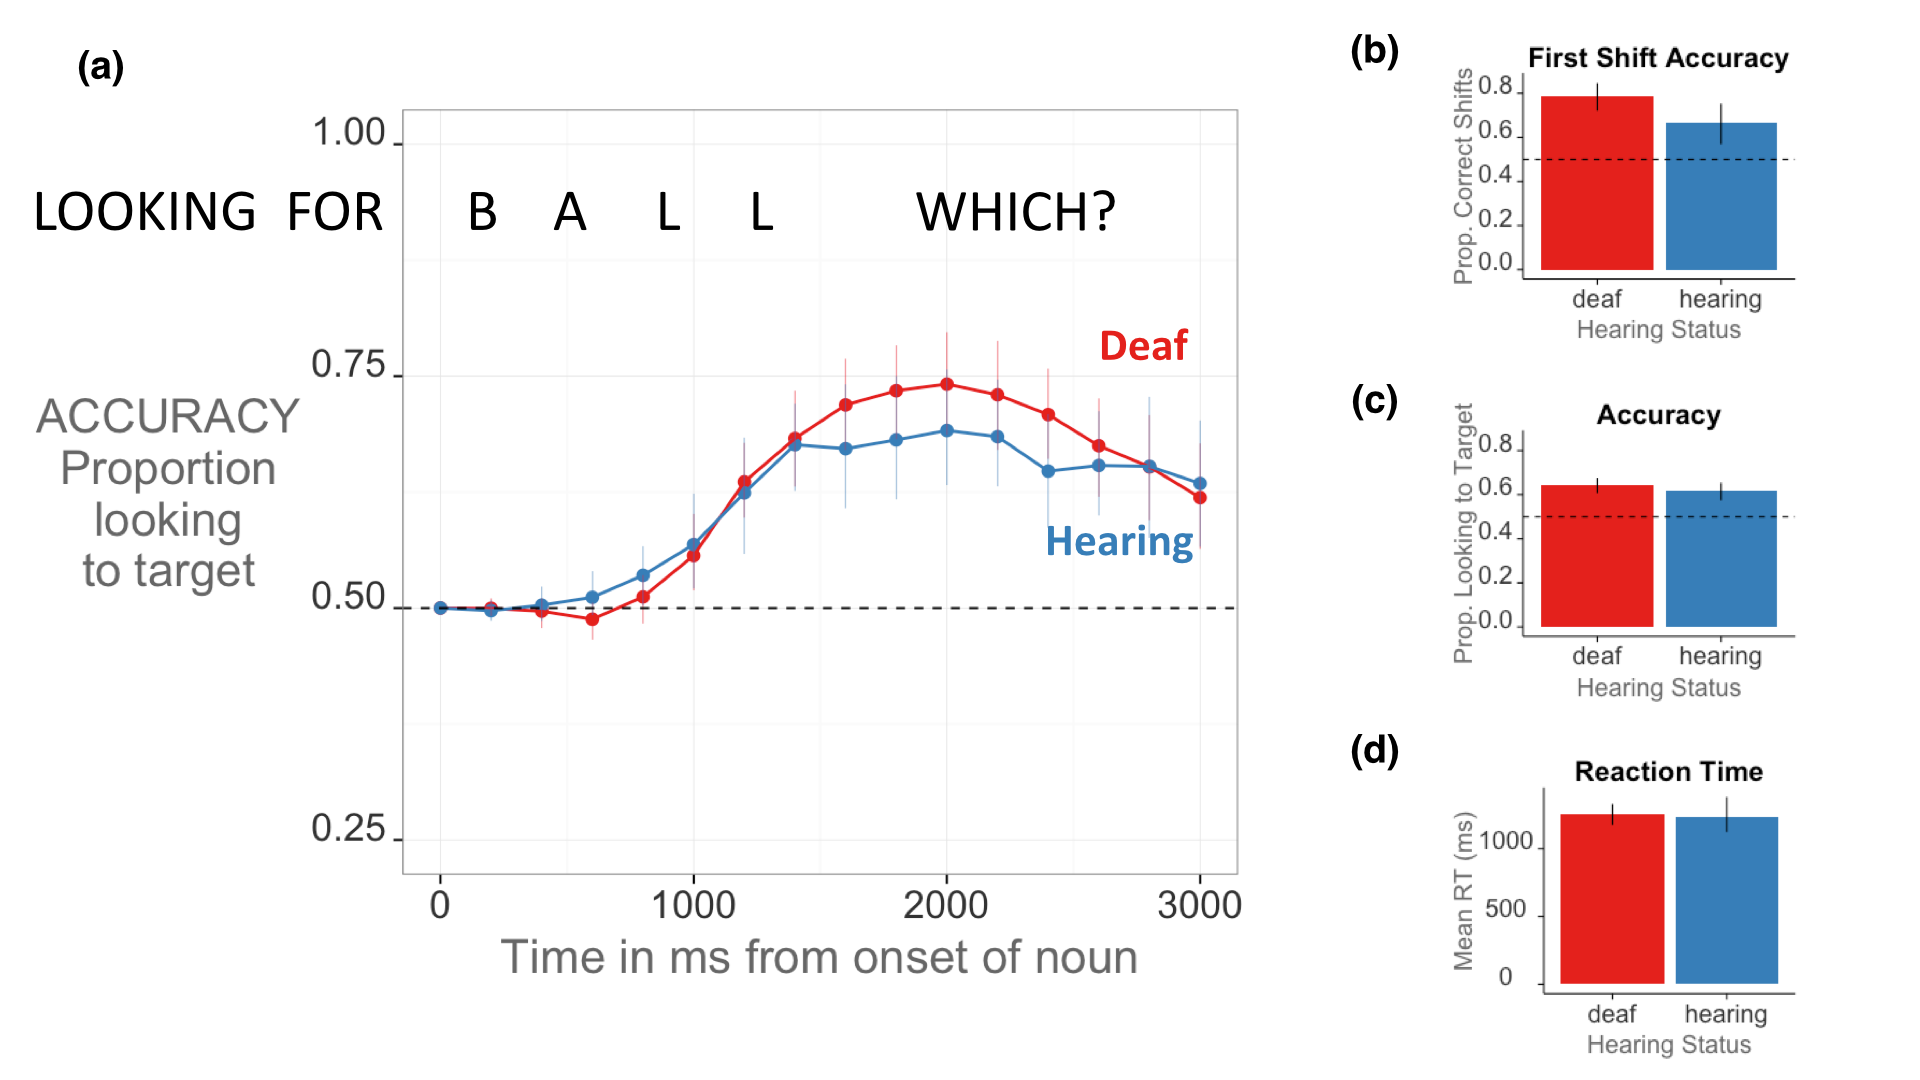 (a)
1.00
LOOKING FOR B A L L WHICH?
Deaf
0.75
ACCURACY
Proportion
looking
to target
Hearing
0.50
0.25
0 1000 2000 3000
Time in ms from onset of noun
(b)
First Shift Accuracy
Prop. Correct Shifts
0.8
0.6
0.4
0.2
0.0
deaf hearing
Hearing Status
(c)
Accuracy
Prop. Looking to Target
0.8
0.6
0.4
0.2
0.0
deaf hearing
Hearing Status
(d)
Reaction Time
Mean RT (ms)
1000
500
0
deaf hearing
Hearing Status